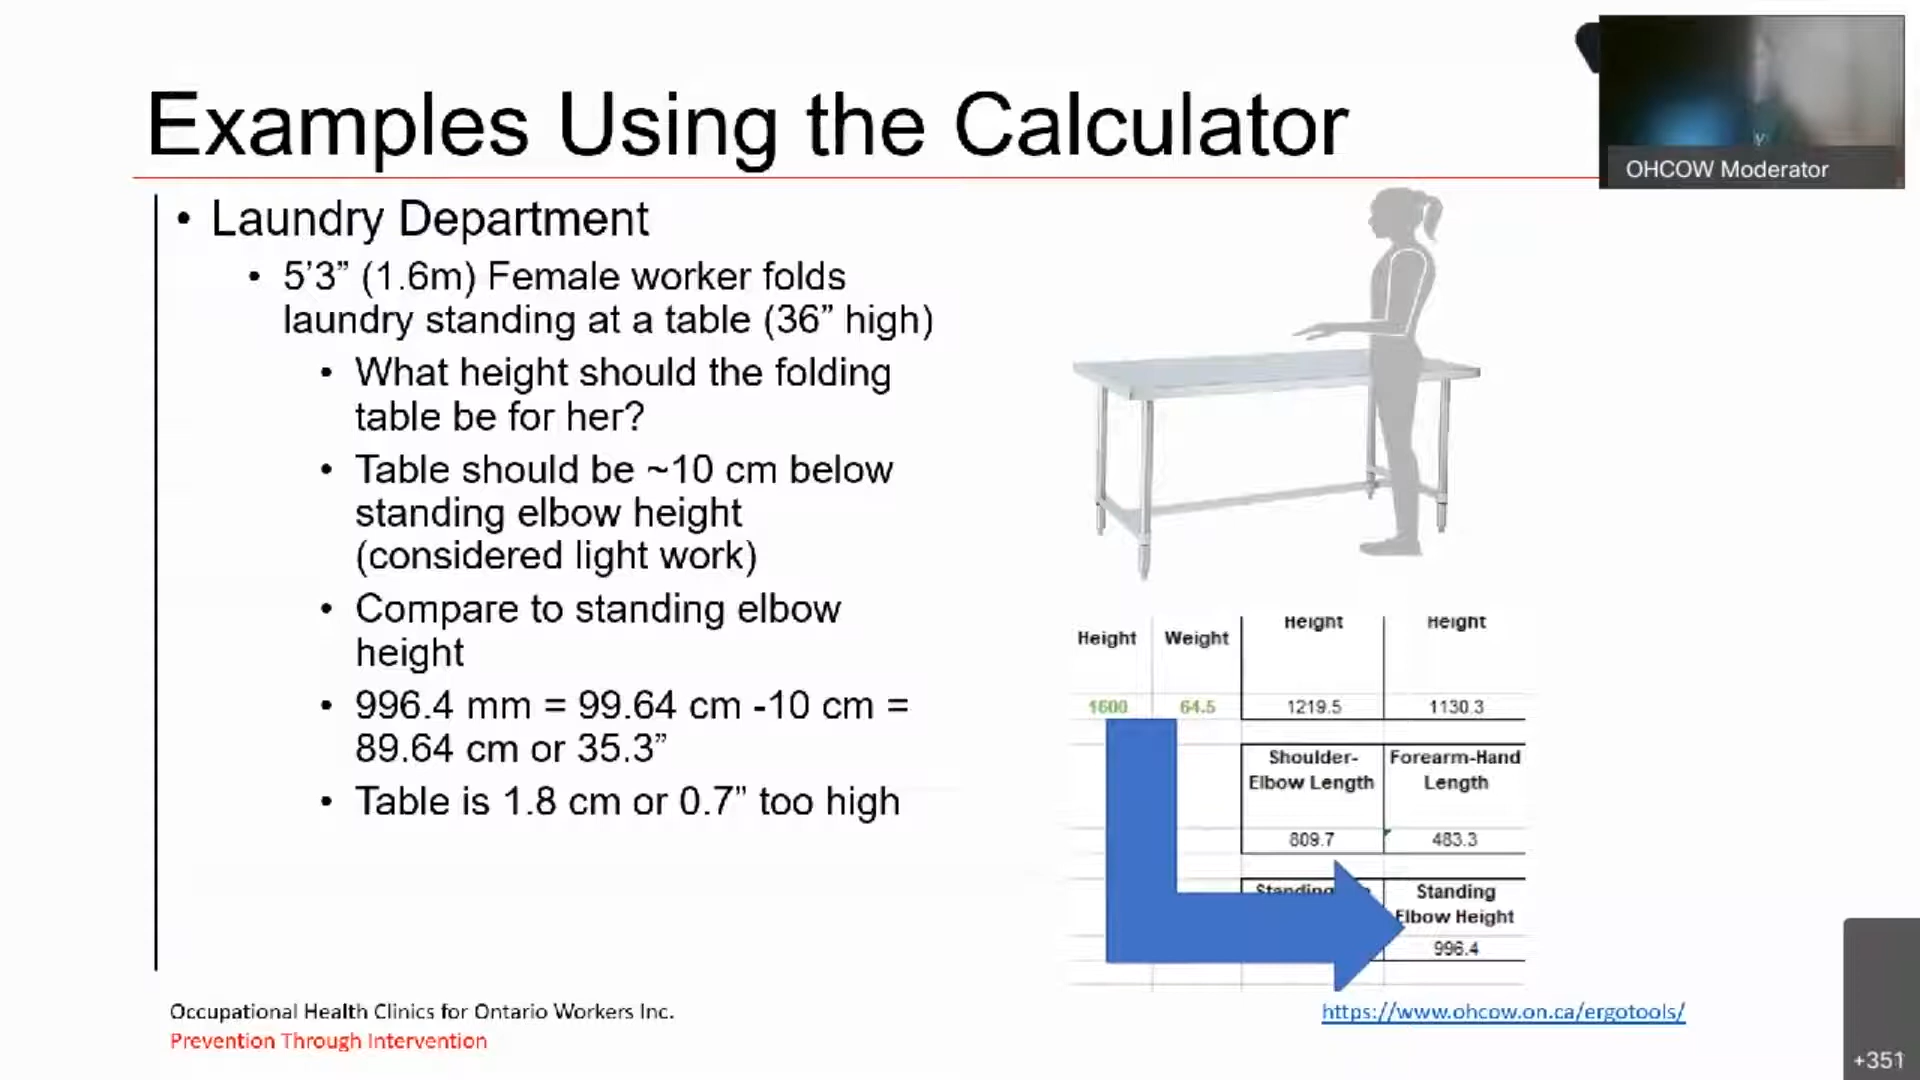 Examples Using the Calculator
OHCOW Moderator
• Laundry Department
• 5’3” (1.6m) Female worker folds
laundry standing at a table (36” high)
• What height should the folding
table be for her?
• Table should be ~10 cm below
standing elbow height
(considered light work)
• Compare to standing elbow
height
• 996.4 mm = 99.64 cm -10 cm =
89.64 cm or 35.3”
• Table is 1.8 cm or 0.7” too high
Height Weight Height Height
1600 64.5 1219.5 1130.3
Shoulder- Forearm-Hand
Elbow Length Length
809.7 483.3
Standing Standing
Elbow Height
996.4
Occupational Health Clinics for Ontario Workers Inc.
Prevention Through Intervention
https://www.ohcow.on.ca/ergotools/
+351